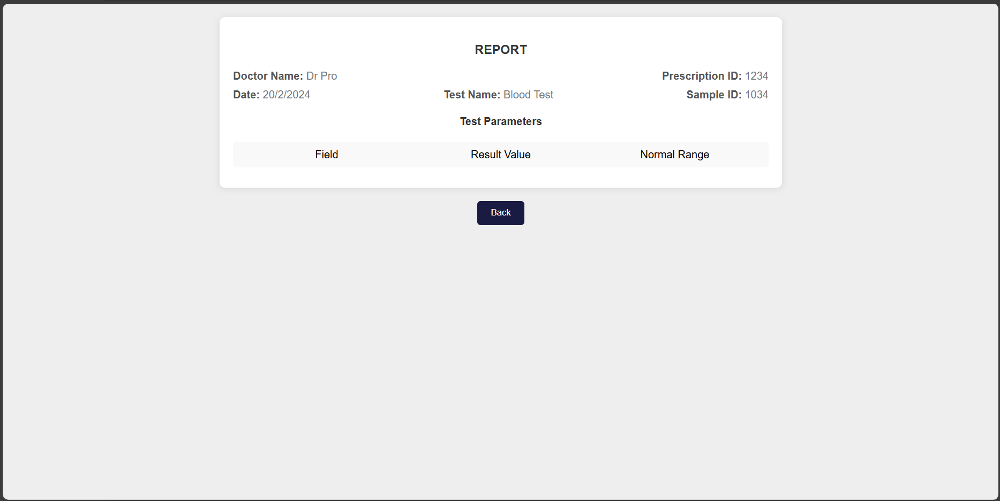 REPORT
Doctor Name: Dr Pro Prescription ID: 1234
Date: 20/2/2024 Test Name: Blood Test Sample ID: 1034
Test Parameters
Field Result Value Normal Range
Back